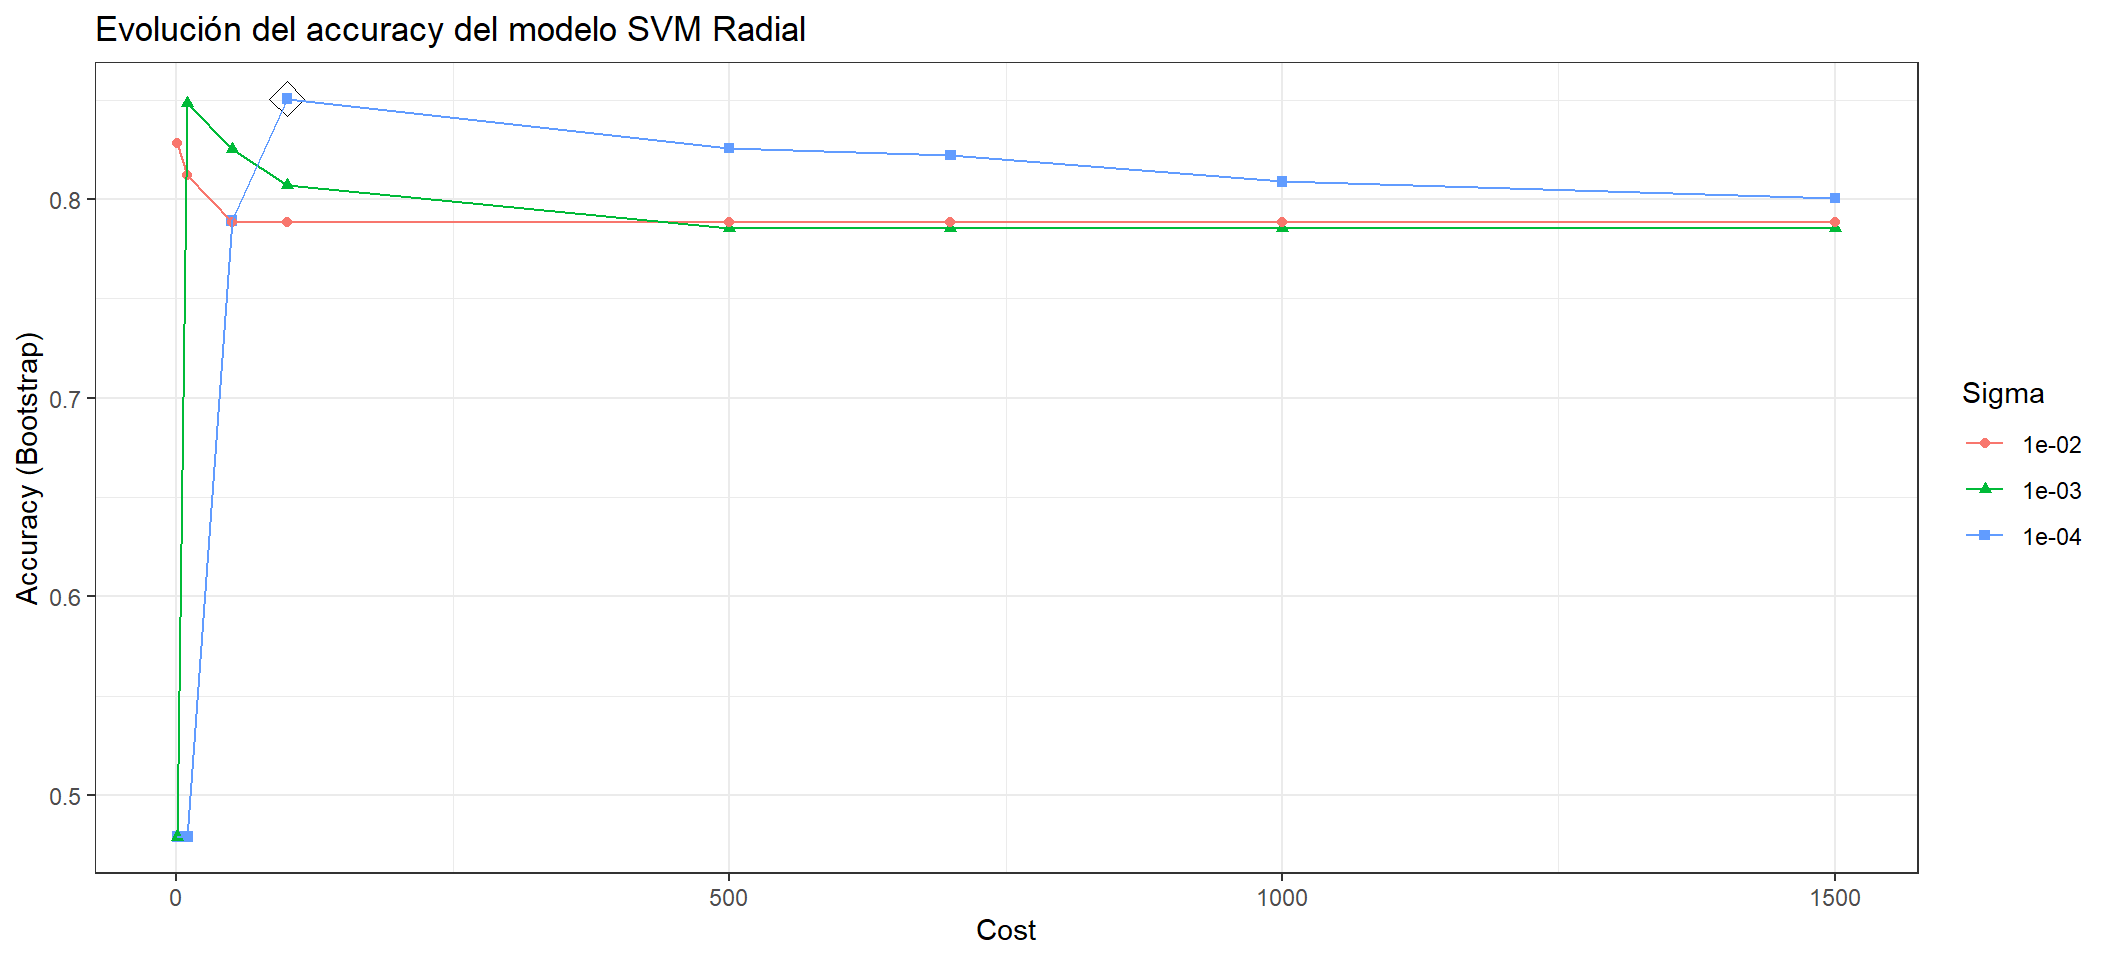 Evolución del accuracy del modelo SVM Radial
Accuracy (Bootstrap)
0.8
0.7
0.6
0.5
0
500
1000
1500
Cost
Sigma
1e-02
1e-03
1e-04